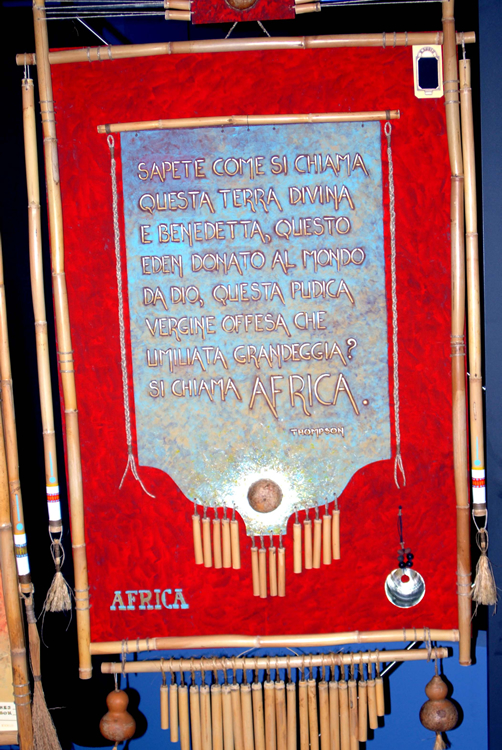 SAPETE COME SI CHIAMA
QUESTA TERRA DIVINA
E BENEDETTA, QUESTO
EDEN DONATO AL MONDO
DA DIO, QUESTA PUDICA
VERGINE OFFESA CHE
UMILIATA GRANDEGGIA?
SI CHIAMA AFRICA.
THOMPSON
AFRICA